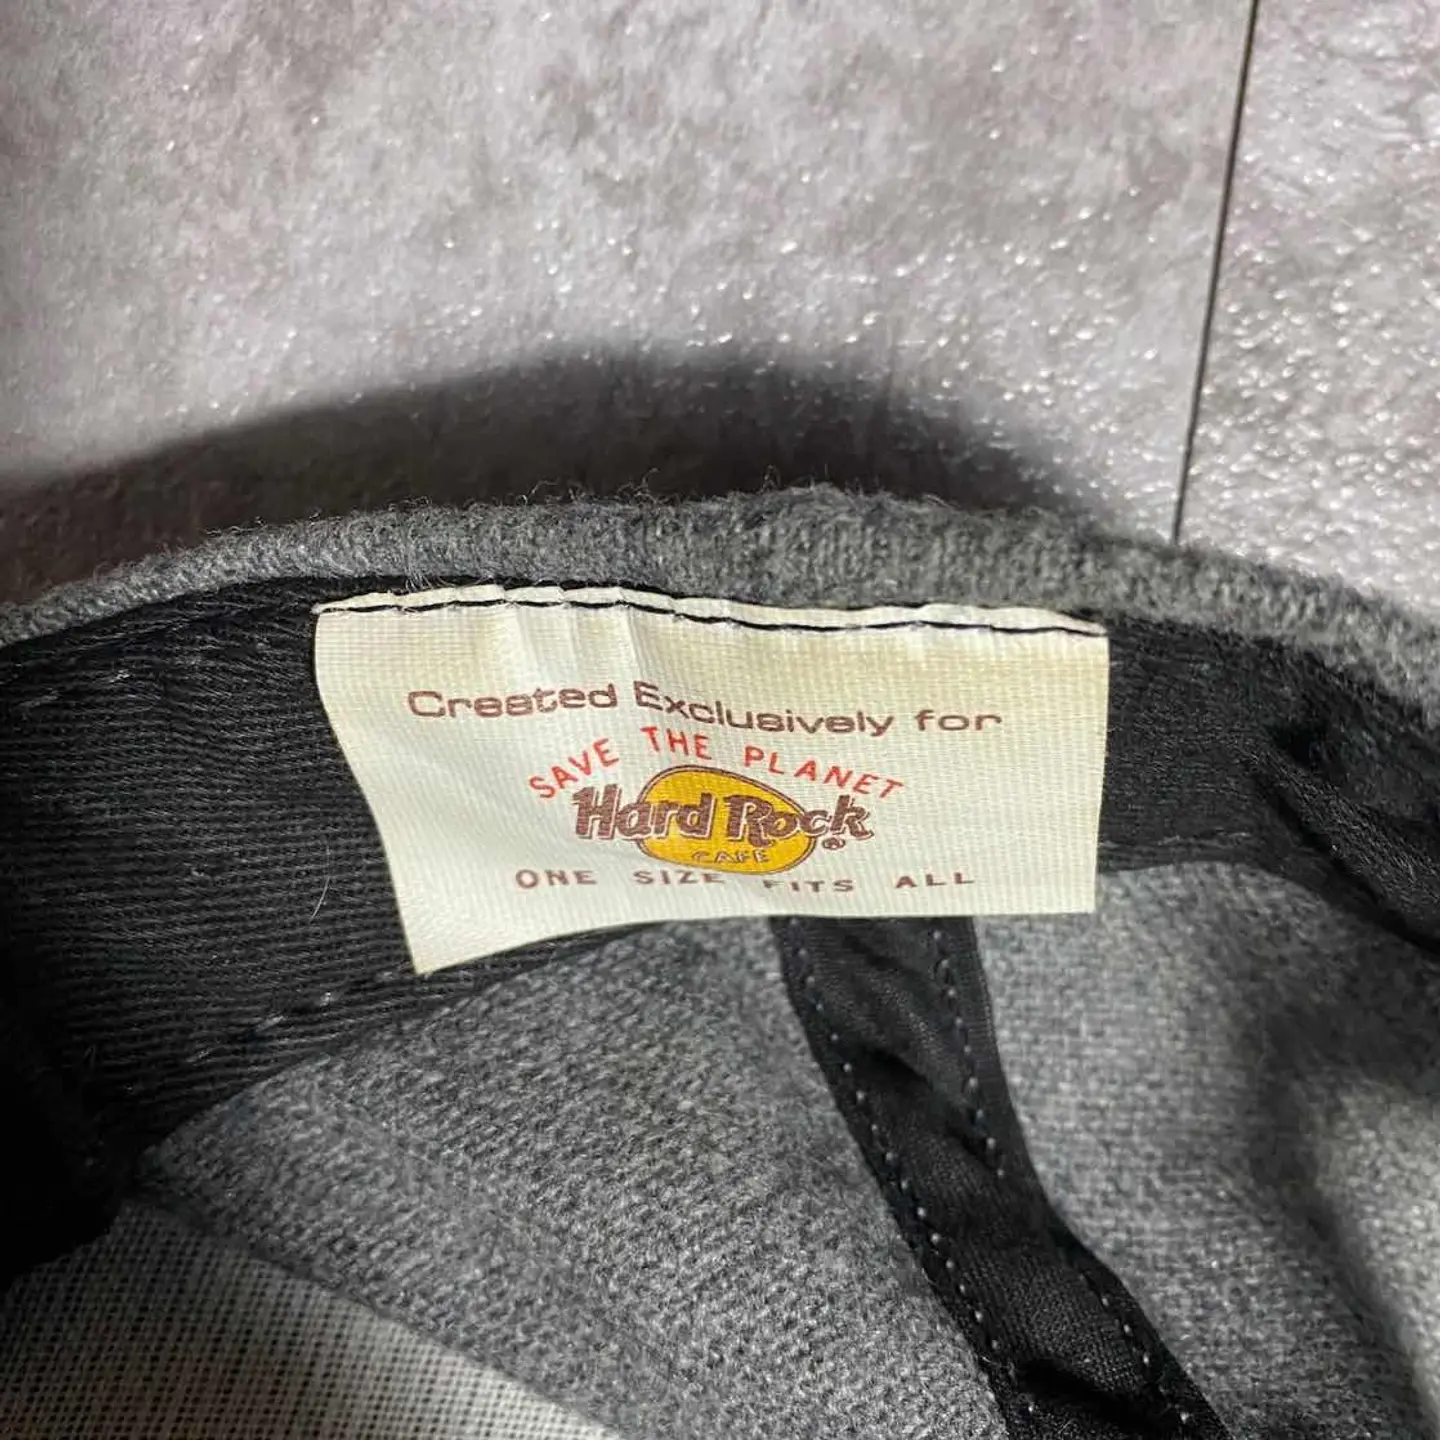 Created Exclusively for
SAVE THE PLANET
Hard Rock
CAFE ®
ONE SIZE FITS ALL